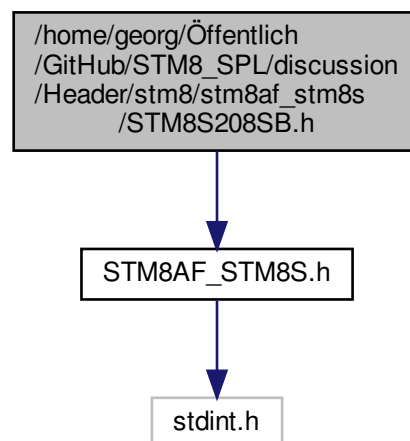 /home/georg/Öffentlich
/GitHub/STM8_SPL/discussion
/Header/stm8/stm8af_stm8s
/STM8S208SB.h
STM8AF_STM8S.h
stdint.h